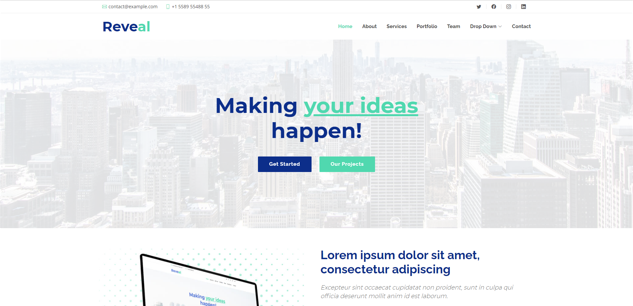 contact@example.com +1 5589 55488 55
Reveal
Home About Services Portfolio Team Drop Down Contact
Making your ideas
happen!
Get Started Our Projects
Lorem ipsum dolor sit amet,
consectetur adipiscing
Excepteur sint occaecat cupidatat non proident, sunt in culpa qui
officia deserunt mollit anim id est laborum.
Reveal
Making your ideas
happen!